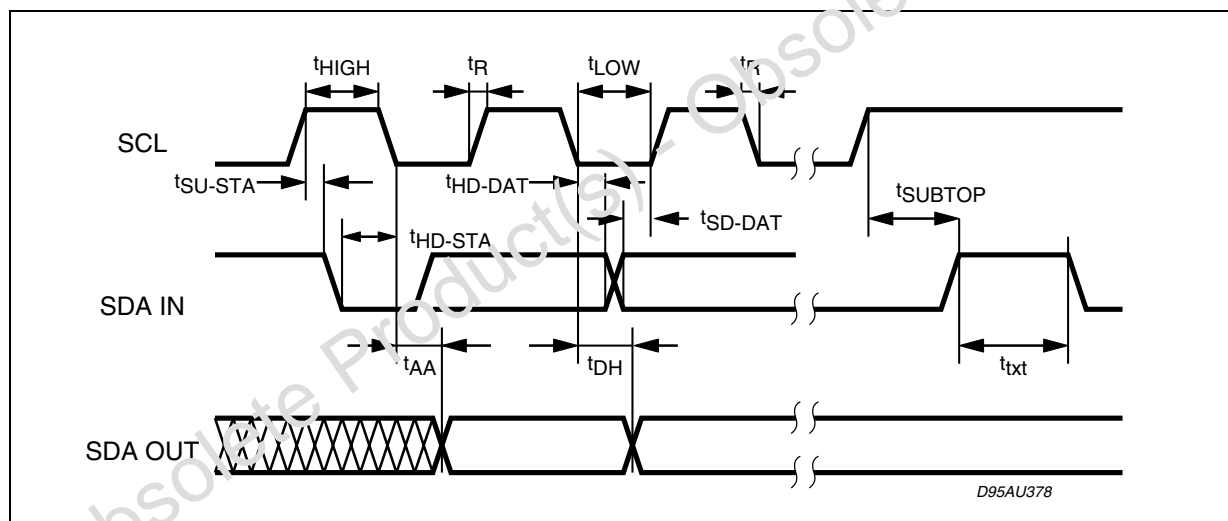 tHIGH tR tLOW tR
SCL
tSU-STA tHD-DAT tSUBTOP
tHD-STA tSD-DAT
SDA IN
tAA tDH ttxt
SDA OUT
D95AU378
Obsolete Product(s) - Obsole